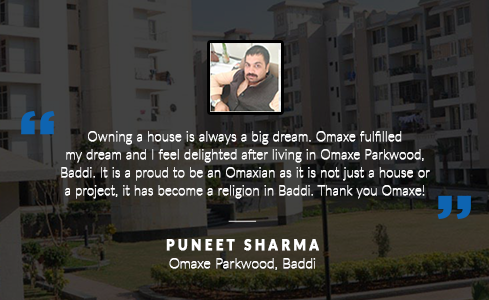 Owning a house is always a big dream. Omaxe fulfilled
my dream and I feel delighted after living in Omaxe Parkwood,
Baddi. It is a proud to be an Omaxian as it is not just a house or
a project, it has become a religion in Baddi. Thank you Omaxe!
PUNEET SHARMA
Omaxe Parkwood, Baddi